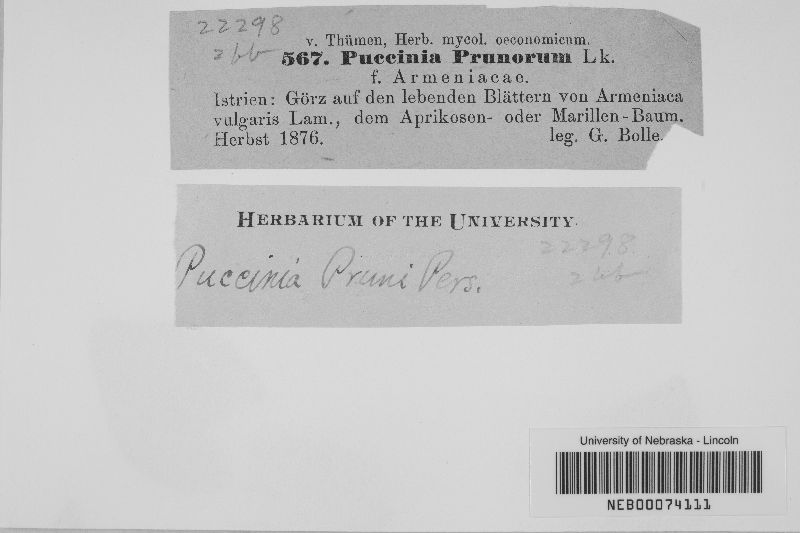 22298
v. Thümen, Herb. mycol. oeconomicum.
2bb
567. Puccinia Prunorum Lk.
f. Armeniacae.
Istrien: Görz auf den lebenden Blättern von Armeniaca
vulgaris Lam., dem Aprikosen- oder Marillen-Baum.
Herbst 1876. leg. G. Bolle.
HERBARIUM OF THE UNIVERSITY.
22298
Puccinia Pruni Pers.
2bb
University of Nebraska - Lincoln
NEB00074111